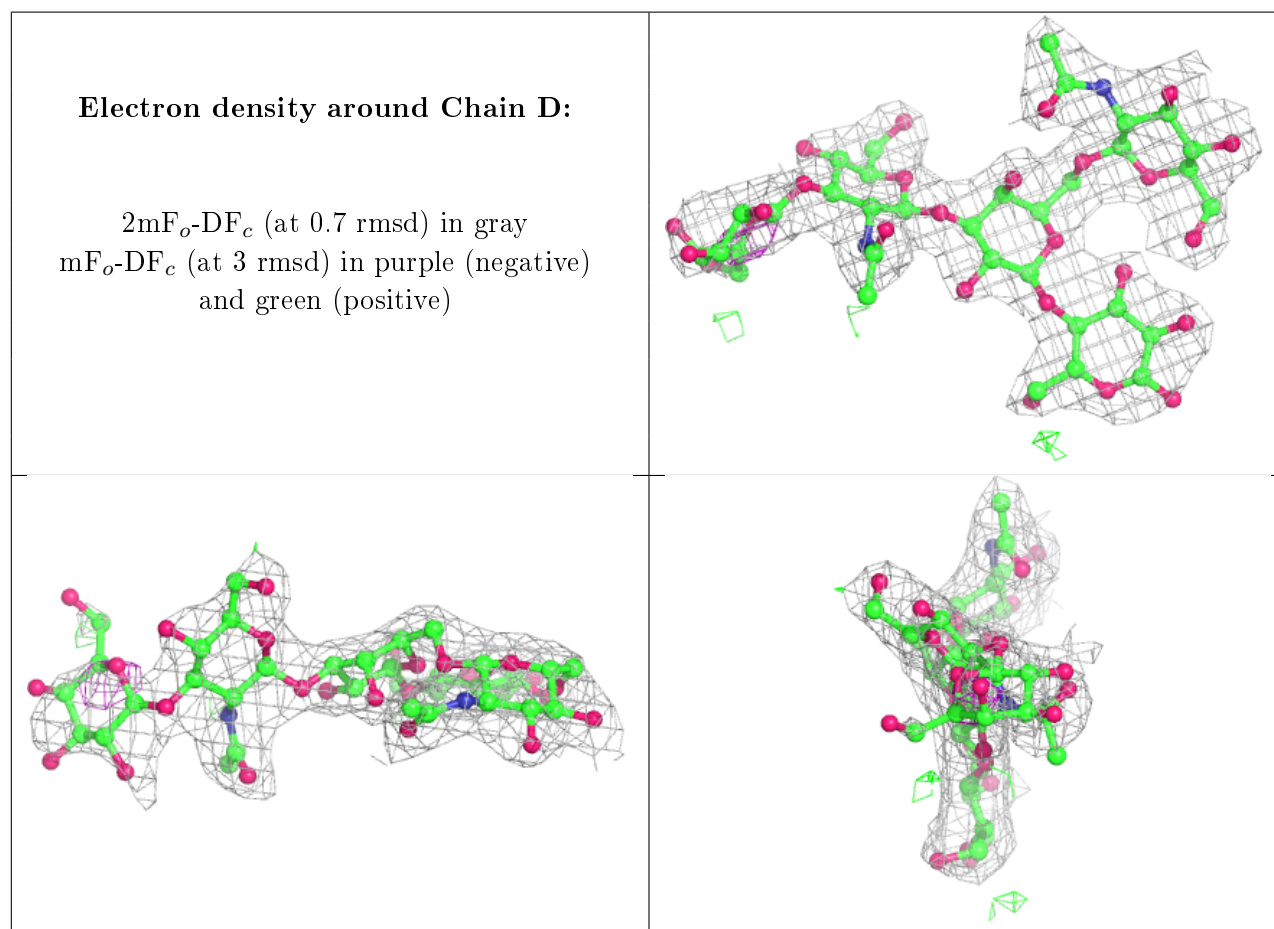 Electron density around Chain D:
2mFo-DFc (at 0.7 rmsd) in gray
mFo-DFc (at 3 rmsd) in purple (negative)
and green (positive)